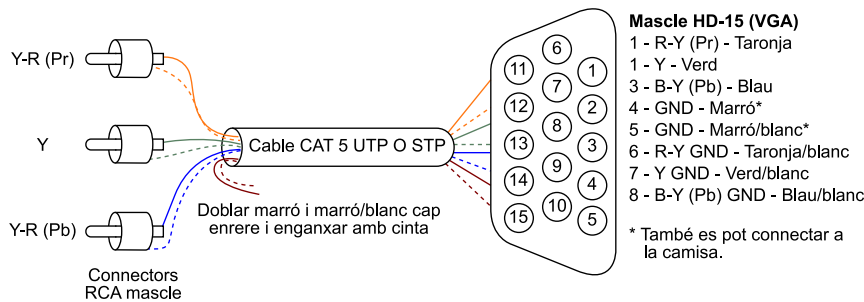 Y-R (Pr)
Y
Y-R (Pb)
Connectors
RCA mascle
Cable CAT 5 UTP O STP
Doblar marró i marró/blanc cap
enrere i enganxar amb cinta
6
11
1
7
12
2
8
13
3
9
14
4
10
15
5
Mascle HD-15 (VGA)
1 - R-Y (Pr) - Taronja
1 - Y - Verd
3 - B-Y (Pb) - Blau
4 - GND - Marró*
5 - GND - Marró/blanc*
6 - R-Y GND - Taronja/blanc
7 - Y GND - Verd/blanc
8 - B-Y (Pb) GND - Blau/blanc
* També es pot connectar a
la camisa.